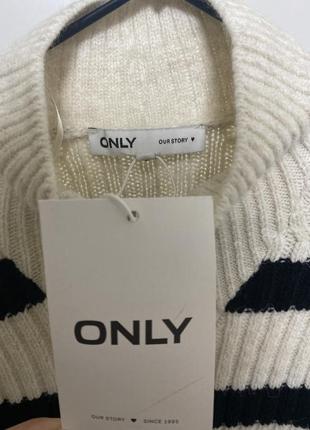 ONLY OUR STORY ♥
ONLY
OUR STORY ♥ SINCE 1995